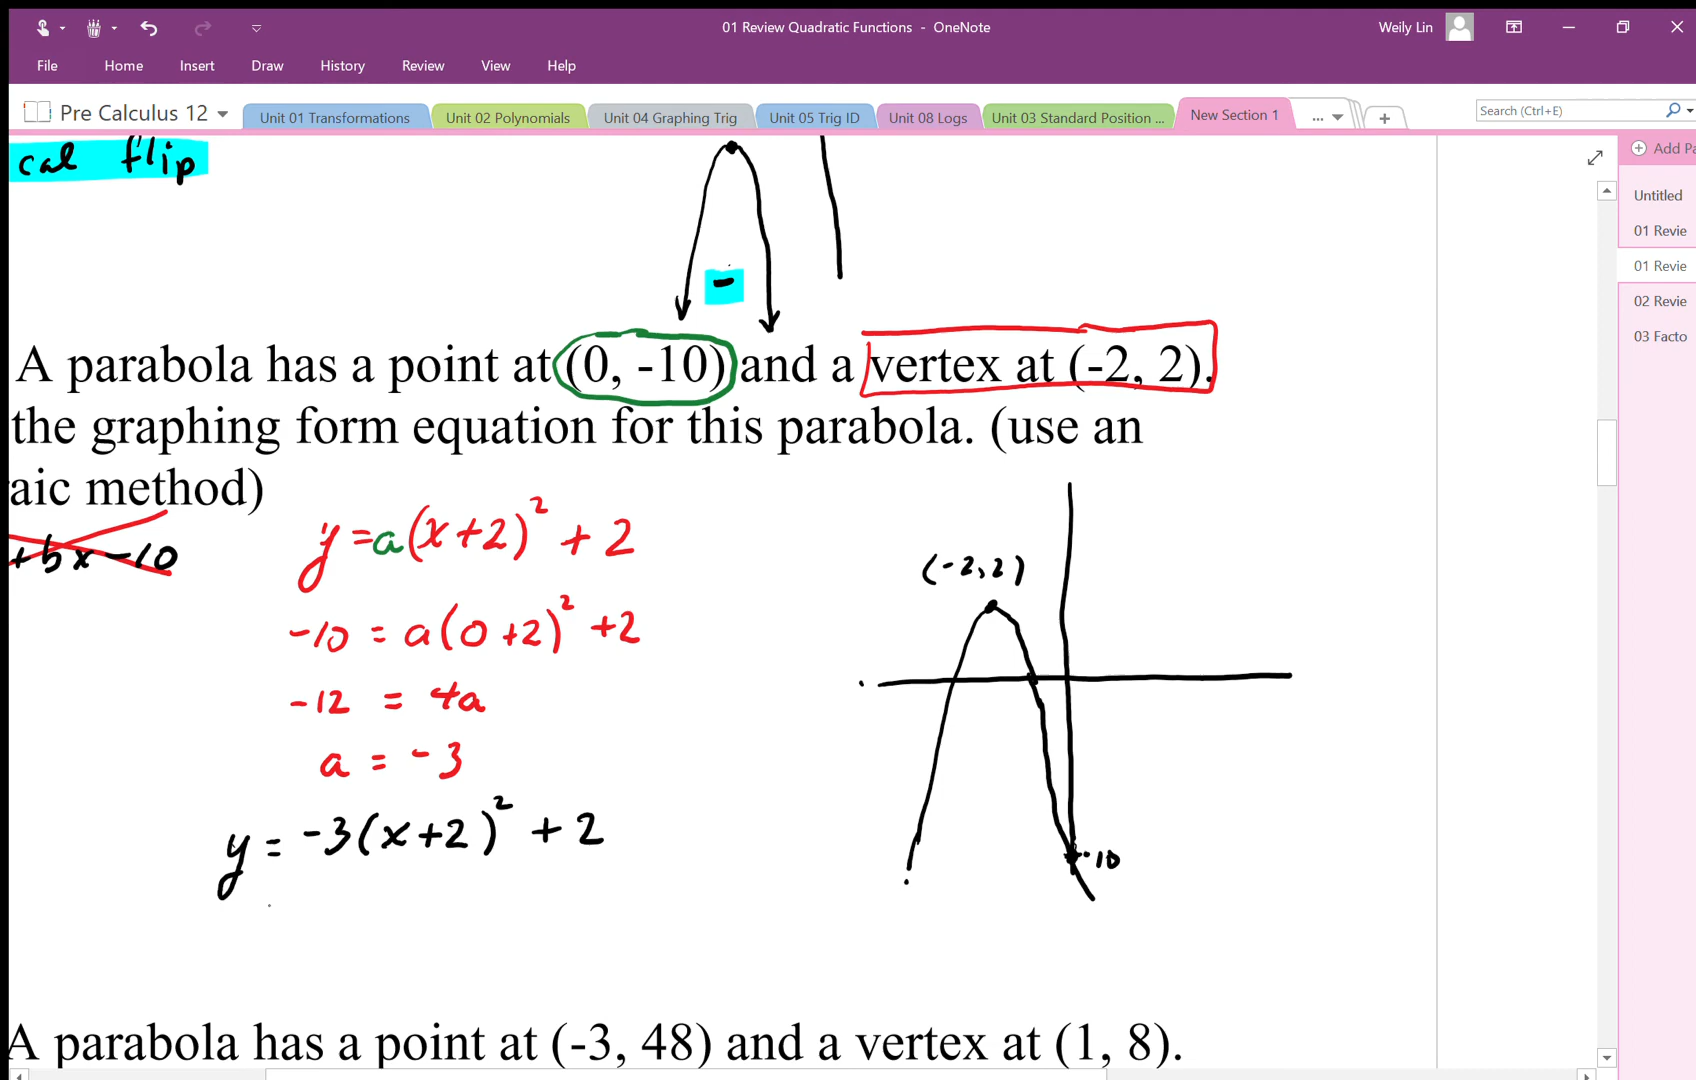 01 Review Quadratic Functions - OneNote
Weily Lin
File Home Insert Draw History Review View Help
Pre Calculus 12
Unit 01 Transformations
Unit 02 Polynomials
Unit 04 Graphing Trig
Unit 05 Trig ID
Unit 08 Logs
Unit 03 Standard Position ...
New Section 1
...
Search (Ctrl+E)
Add Pa
Untitled
01 Revie
01 Revie
02 Revie
03 Facto
cal flip
-
A parabola has a point at (0, -10) and a vertex at (-2, 2).
the graphing form equation for this parabola. (use an
aic method)
+bx-10
y=a(x+2)² + 2
-10 = a(0+2)² +2
-12 = 4a
a = -3
y = -3(x+2)² + 2
(-2,2)
-10
A parabola has a point at (-3, 48) and a vertex at (1, 8).